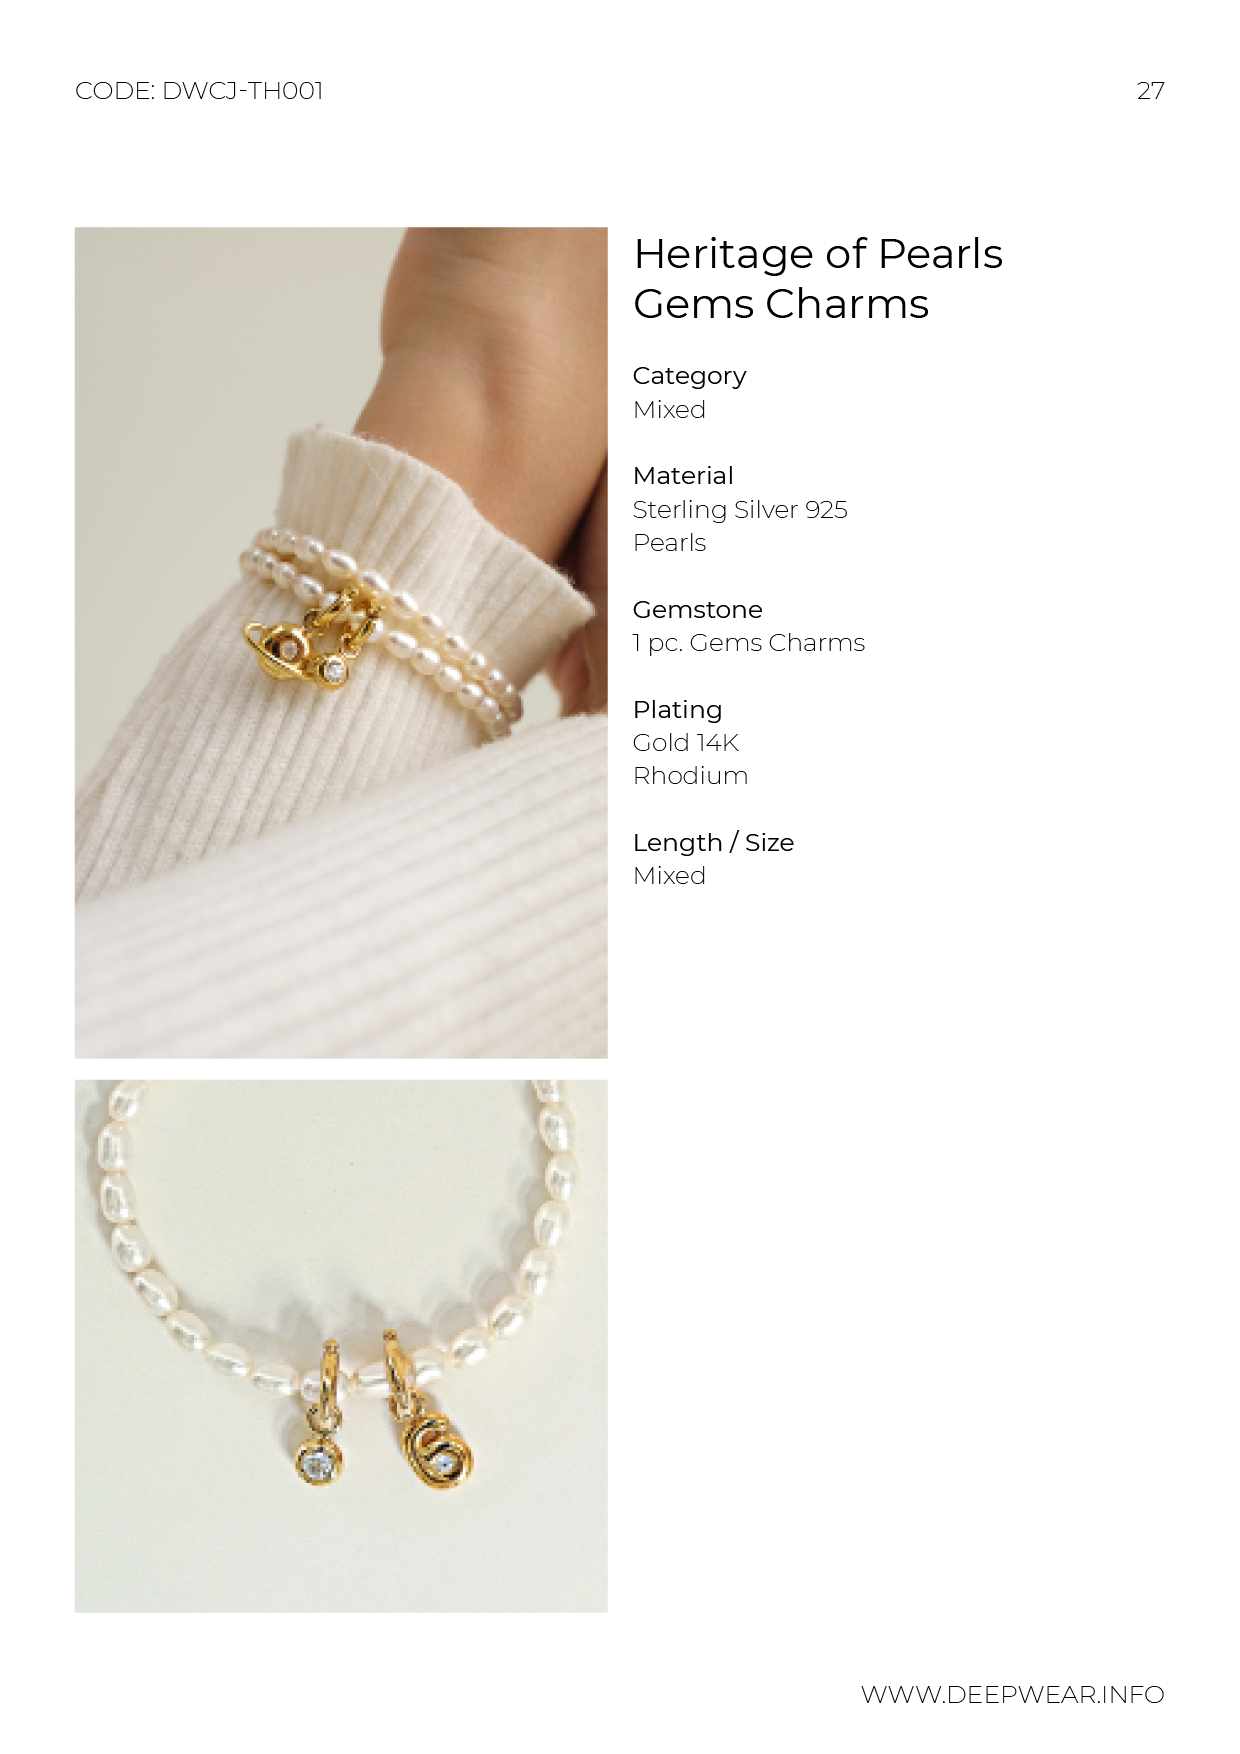 CODE: DWCJ-TH001
27
Heritage of Pearls
Gems Charms
Category
Mixed
Material
Sterling Silver 925
Pearls
Gemstone
1 pc. Gems Charms
Plating
Gold 14K
Rhodium
Length / Size
Mixed
WWW.DEEPWEAR.INFO